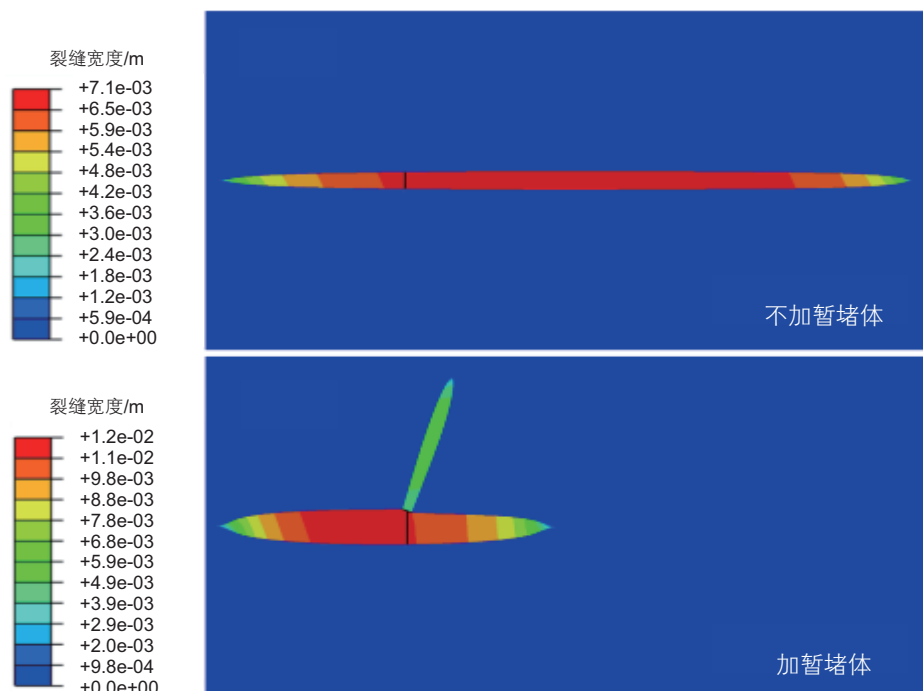 裂缝宽度/m
+7.1e-03
+6.5e-03
+5.9e-03
+5.4e-03
+4.8e-03
+4.2e-03
+3.6e-03
+3.0e-03
+2.4e-03
+1.8e-03
+1.2e-03
+5.9e-04
+0.0e+00
不加暂堵体
裂缝宽度/m
+1.2e-02
+1.1e-02
+9.8e-03
+8.8e-03
+7.8e-03
+6.8e-03
+5.9e-03
+4.9e-03
+3.9e-03
+2.9e-03
+2.0e-03
+9.8e-04
+0.0e+00
加暂堵体